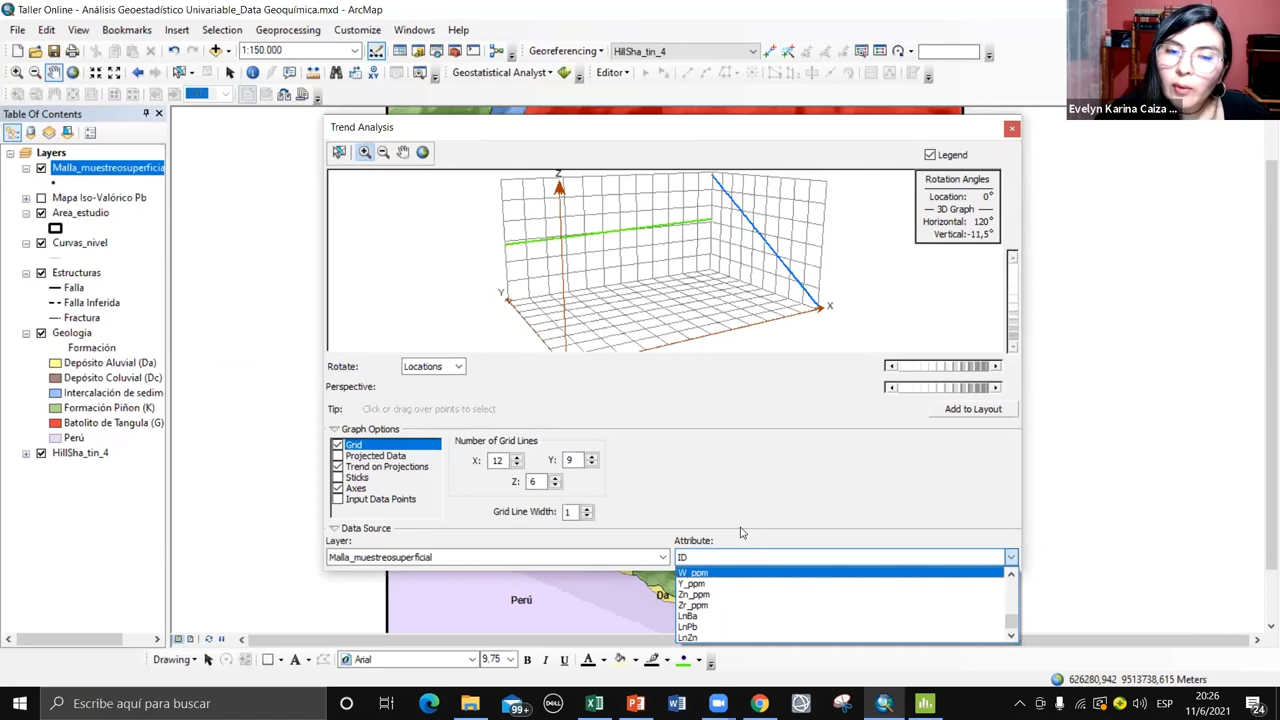 Taller Online - Análisis Geoestadístico Univariable_Data Geoquímica.mxd - ArcMap
File Edit View Bookmarks Insert Selection Geoprocessing Customize Windows Help
1:150.000
Georeferencing
HillSha_tin_4
Geostatistical Analyst
Editor
Evelyn Karina Caiza ...
Table Of Contents
Layers
Malla_muestreosuperficia
Mapa Iso-Valórico Pb
Area_estudio
Curvas_nivel
Estructuras
Falla
Falla Inferida
Fractura
Geologia
Formación
Depósito Aluvial (Da)
Depósito Coluvial (Dc)
Intercalación de sedim
Formación Piñon (K)
Batolito de Tangula (G)
Perú
HillSha_tin_4
Trend Analysis
Legend
Rotation Angles
Location: 0°
3D Graph
Horizontal: 120°
Vertical:-11,5°
Z
Y
X
Rotate: Locations
Perspective:
Tip: Click or drag over points to select
Add to Layout
Graph Options
Grid
Projected Data
Trend on Projections
Sticks
Axes
Input Data Points
Number of Grid Lines
X: 12 Y: 9
Z: 6
Grid Line Width: 1
Data Source
Layer: Attribute:
Malla_muestreosuperficial ID
W_ppm
Y_ppm
Zn_ppm
Zr_ppm
LnBa
LnPb
LnZn
Perú
Da
Drawing
Arial 9.75 B I U A
626280,942 9513738,615 Meters
Escribe aquí para buscar
99+
DELL
ESP
20:26
11/6/2021
24